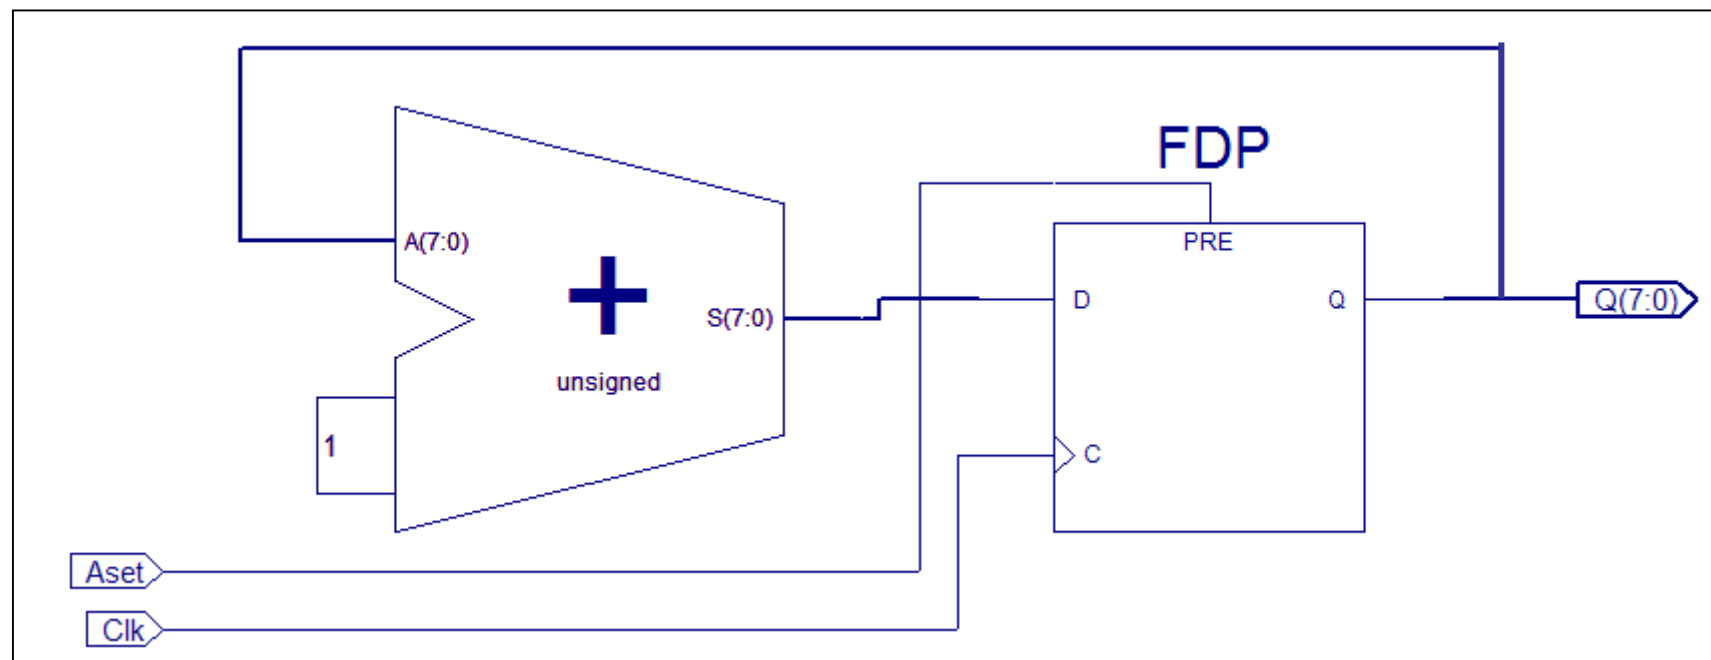 FDP
PRE
A(7:0)
+
S(7:0)
D
Q
Q(7:0)
unsigned
1
C
Aset
Clk